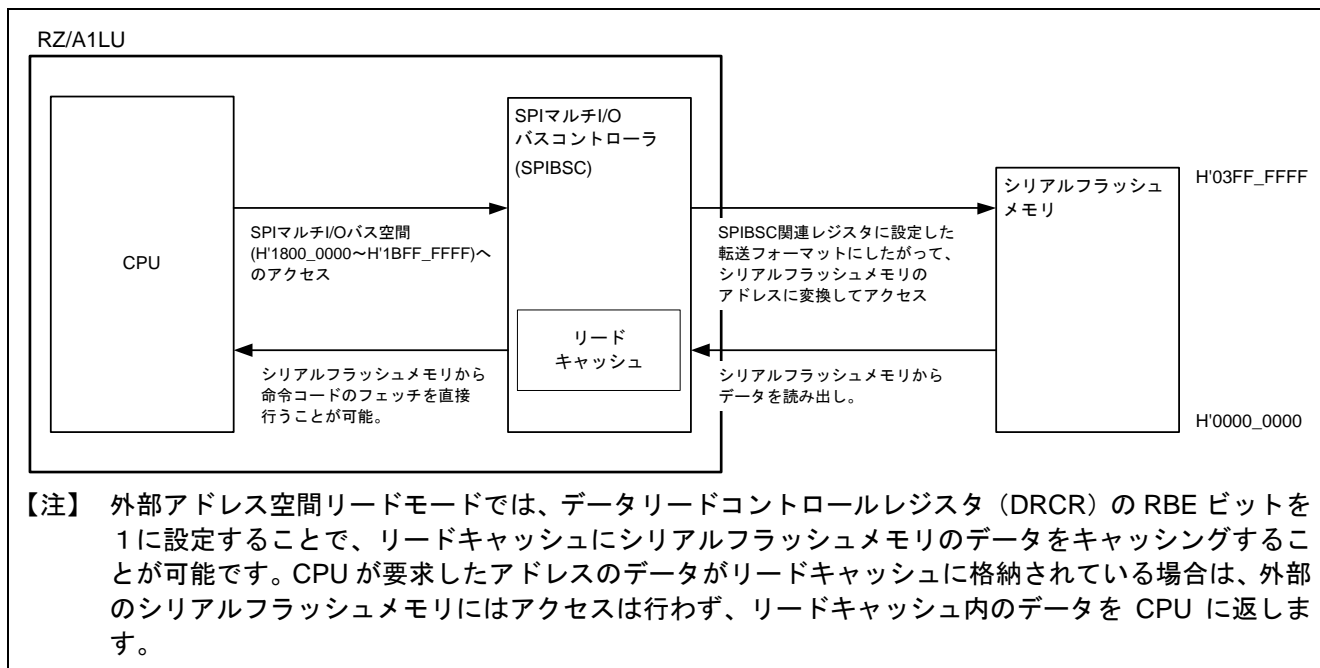 RZ/A1LU
CPU
SPIマルチI/Oバス空間
(H'1800_0000～H'1BFF_FFFF)へ
のアクセス
シリアルフラッシュメモリから
命令コードのフェッチを直接
行うことが可能。
SPIマルチI/O
バスコントローラ
(SPIBSC)
リード
キャッシュ
SPIBSC関連レジスタに設定した
転送フォーマットにしたがって、
シリアルフラッシュメモリの
アドレスに変換してアクセス
シリアルフラッシュメモリから
データを読み出し。
シリアルフラッシュ
メモリ
H'03FF_FFFF
H'0000_0000
【注】 外部アドレス空間リードモードでは、データリードコントロールレジスタ（DRCR）の RBE ビットを
１に設定することで、リードキャッシュにシリアルフラッシュメモリのデータをキャッシングするこ
とが可能です。CPU が要求したアドレスのデータがリードキャッシュに格納されている場合は、外部
のシリアルフラッシュメモリにはアクセスは行わず、リードキャッシュ内のデータを CPU に返しま
す。